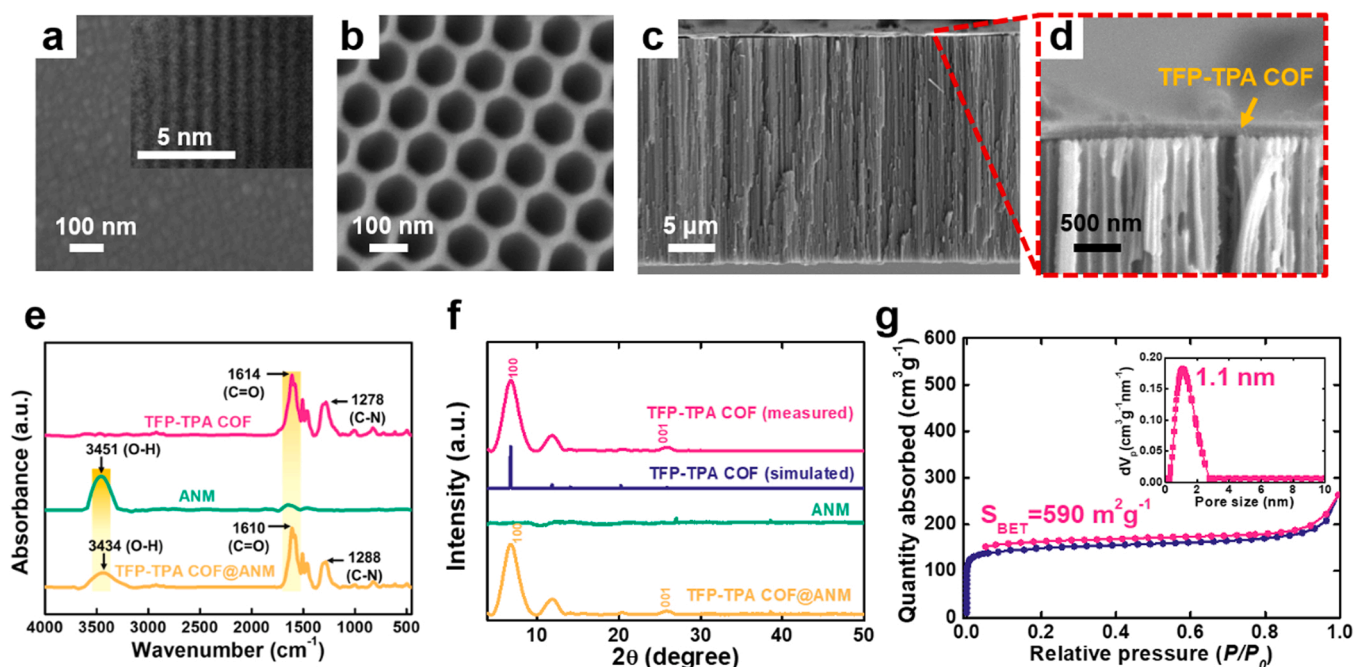 a
5 nm
100 nm
b
100 nm
c
5 μm
d
TFP-TPA COF
500 nm
e
Absorbance (a.u.)
1614
(C=O)
1278
(C-N)
TFP-TPA COF
3451 (O-H)
ANM
1610
(C=O)
3434 (O-H)
1288
(C-N)
TFP-TPA COF@ANM
4000 3500 3000 2500 2000 1500 1000 500
Wavenumber (cm⁻¹)
f
Intensity (a.u.)
100
TFP-TPA COF (measured)
001
TFP-TPA COF (simulated)
ANM
100
001
TFP-TPA COF@ANM
10 20 30 40 50
2θ (degree)
g
Quantity absorbed (cm³g⁻¹)
600
500
400
300
200
100
0
0.0 0.2 0.4 0.6 0.8 1.0
Relative pressure (P/P₀)
S_BET=590 m²g⁻¹
dVₚ(cm³g⁻¹nm⁻¹)
0.20
0.15
0.10
0.05
0.00
1.1 nm
0 2 4 6 8 10
Pore size (nm)